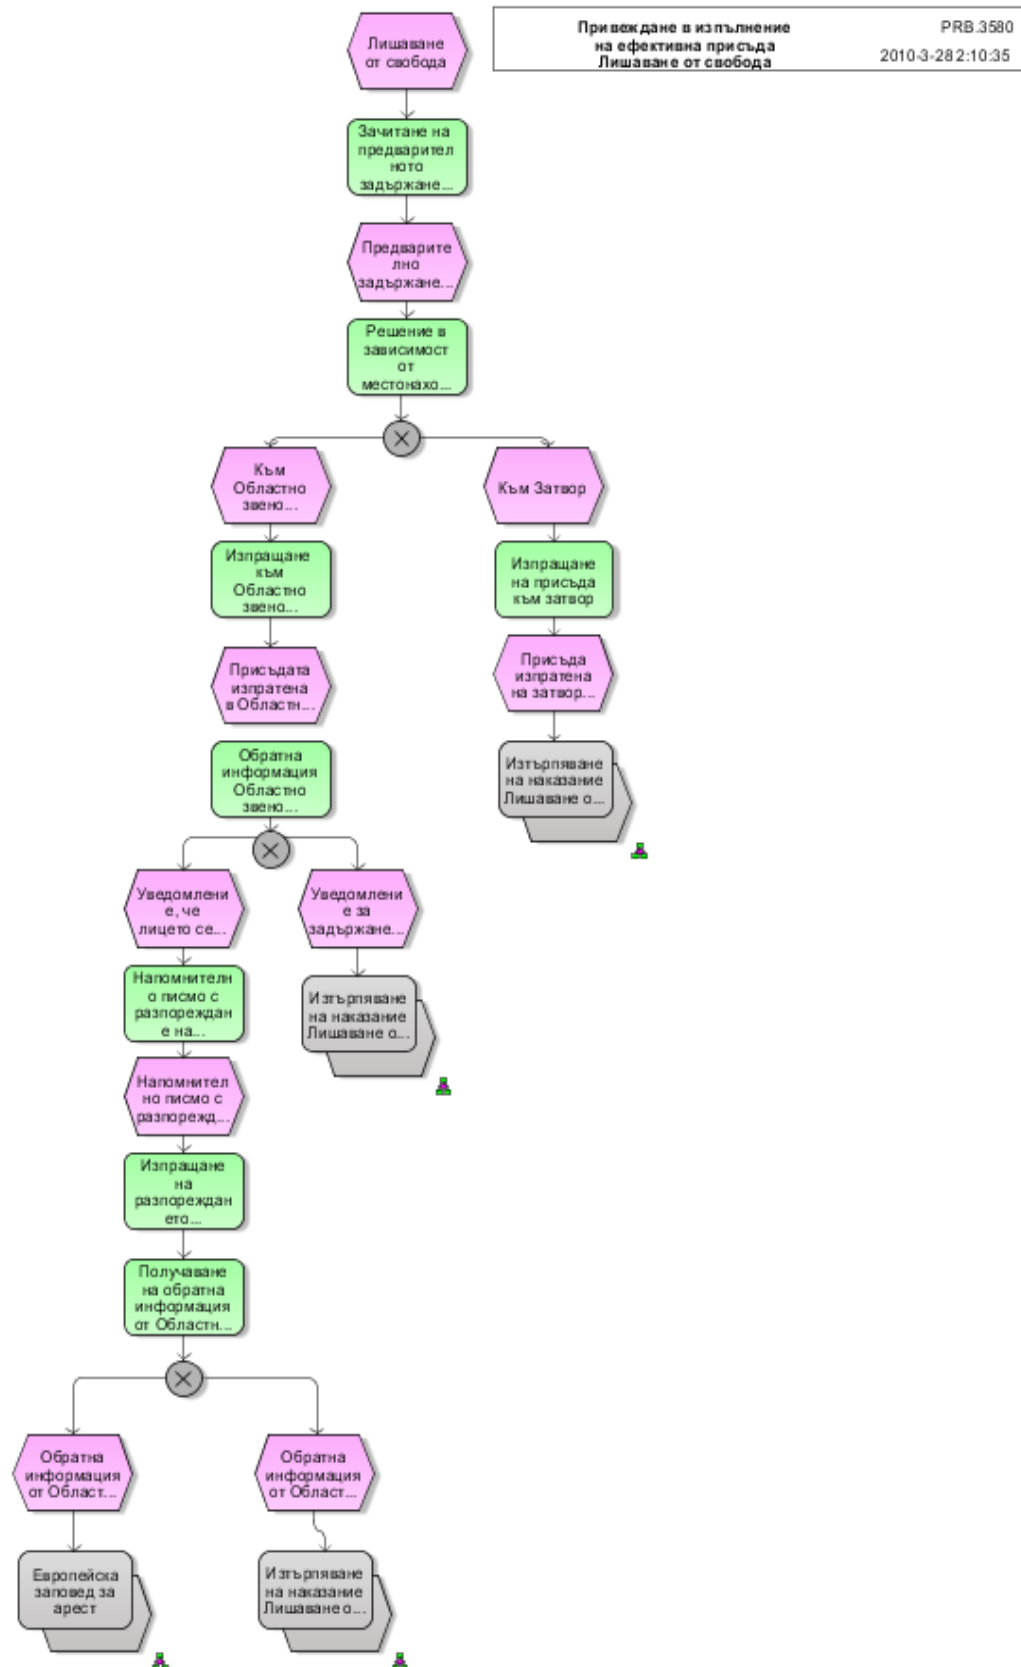 Привеждане в изпълнение
на ефективна присъда
Лишаване от свобода
PRB.3580
2010-3-28 2:10:35
Лишаване
от свобода
Зачитане на
предварител
ното
задържане...
Предварите
лно
задържане...
Решение в
зависимост
от
местонахо...
Към
Областно
звено...
Към Затвор
Изпращане
към
Областно
звено...
Изпращане
на присъда
към затвор
Присъдата
изпратена
в Областн...
Присъда
изпратена
на затвор...
Обратна
информация
Областно
звено...
Изтърпяване
на наказание
Лишаване о...
Уведомлени
е, че
лицето се...
Уведомлени
е за
задържане...
Напомнителн
о писмо с
разпореждан
е на...
Изтърпяване
на наказание
Лишаване о...
Напомнител
но писмо с
разпорежд...
Изпращане
на
разпореждан
ето...
Получаване
на обратна
информация
от Областн...
Обратна
информация
от Област...
Обратна
информация
от Област...
Европейска
заповед за
арест
Изтърпяване
на наказание
Лишаване о...